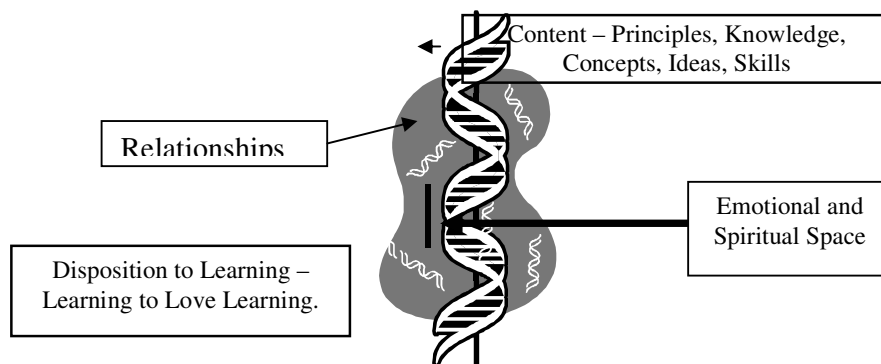 Content – Principles, Knowledge,
Concepts, Ideas, Skills
Relationships
Emotional and
Spiritual Space
Disposition to Learning –
Learning to Love Learning.